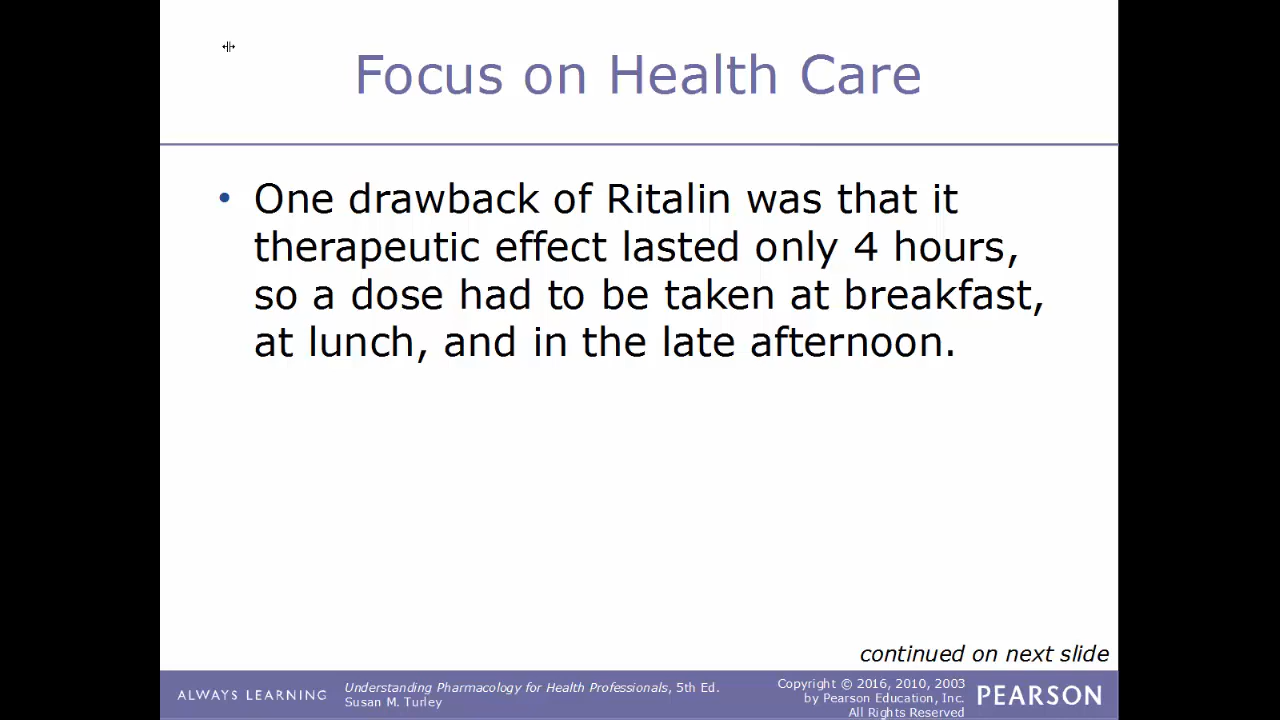 Focus on Health Care
• One drawback of Ritalin was that it
therapeutic effect lasted only 4 hours,
so a dose had to be taken at breakfast,
at lunch, and in the late afternoon.
continued on next slide
ALWAYS LEARNING
Understanding Pharmacology for Health Professionals, 5th Ed.
Susan M. Turley
Copyright © 2016, 2010, 2003
by Pearson Education, Inc.
All Rights Reserved
PEARSON